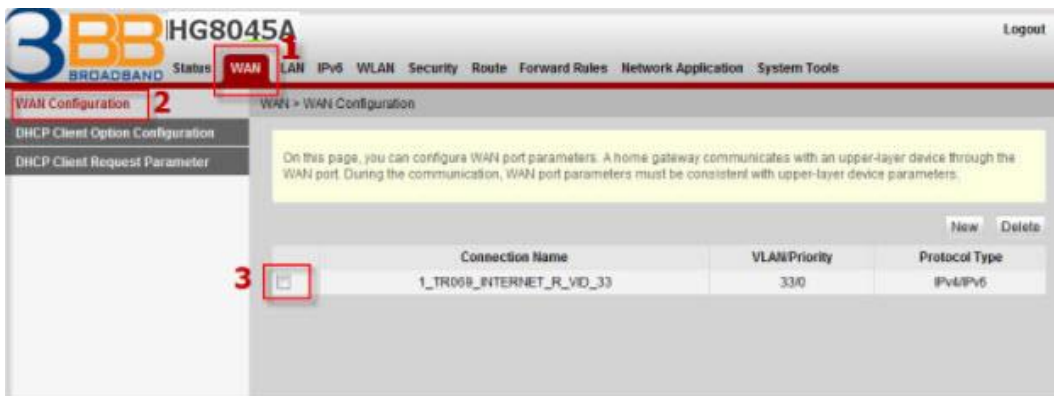 3BB BROADBAND
HG8045A
Logout
1
Status WAN LAN IPv6 WLAN Security Route Forward Rules Network Application System Tools
WAN Configuration 2
WAN > WAN Configuration
DHCP Client Option Configuration
DHCP Client Request Parameter
On this page, you can configure WAN port parameters. A home gateway communicates with an upper-layer device through the
WAN port. During the communication, WAN port parameters must be consistent with upper-layer device parameters.
New Delete
Connection Name VLAN/Priority Protocol Type
3
1_TR069_INTERNET_R_VID_33 33/0 IPv4/IPv6